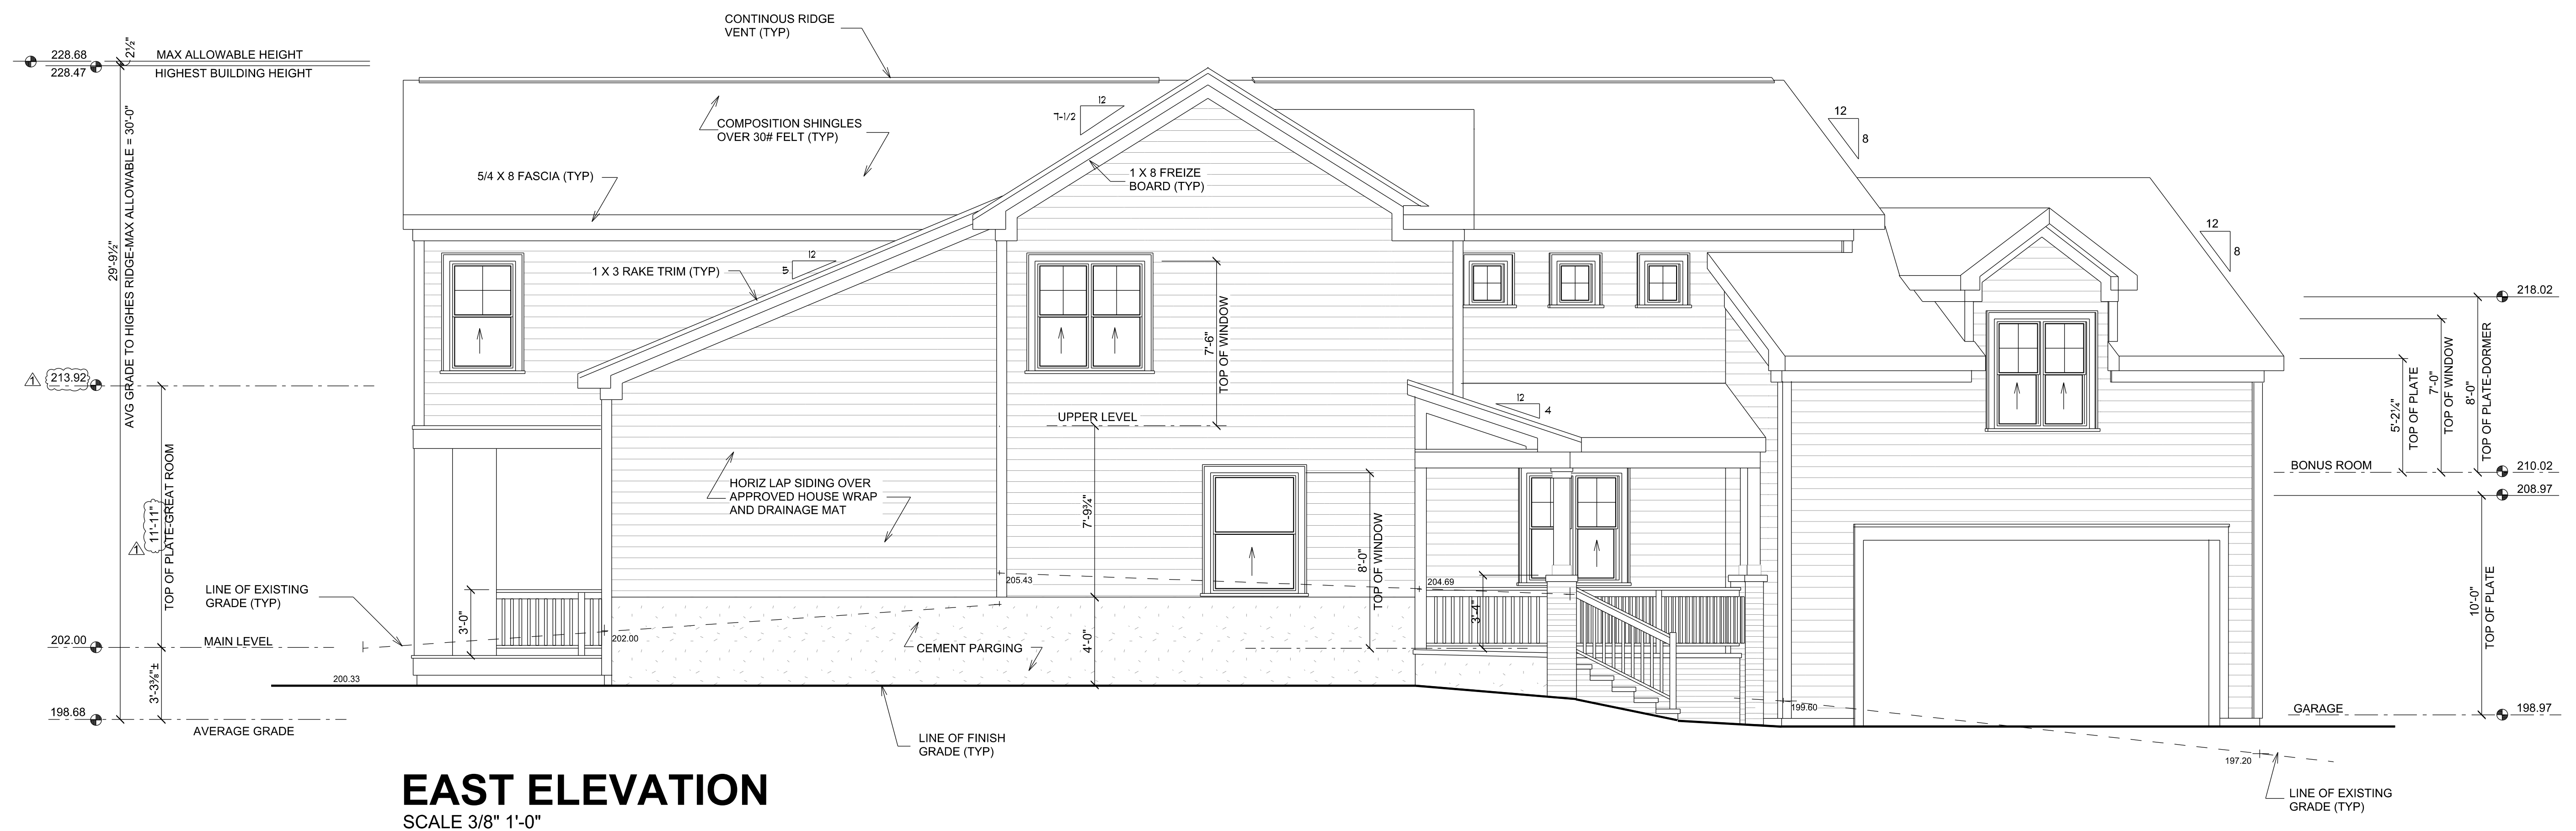 CONTINOUS RIDGE
VENT (TYP)
228.68
2½"
MAX ALLOWABLE HEIGHT
228.47
HIGHEST BUILDING HEIGHT
29'-9½"
AVG GRADE TO HIGHES RIDGE-MAX ALLOWABLE = 30'-0"
COMPOSITION SHINGLES
OVER 30# FELT (TYP)
12
7-1/2
12
8
5/4 X 8 FASCIA (TYP)
1 X 8 FREIZE
BOARD (TYP)
12
8
12
5
1 X 3 RAKE TRIM (TYP)
7'-6"
TOP OF WINDOW
218.02
1
213.92
UPPER LEVEL
12
4
5'-2¼"
TOP OF PLATE
7'-0"
TOP OF WINDOW
8'-0"
TOP OF PLATE-DORMER
BONUS ROOM
210.02
208.97
1
11'-11"
TOP OF PLATE-GREAT ROOM
HORIZ LAP SIDING OVER
APPROVED HOUSE WRAP
AND DRAINAGE MAT
7'-9¾"
8'-0"
TOP OF WINDOW
205.43
204.69
LINE OF EXISTING
GRADE (TYP)
3'-0"
3'-4"
10'-0"
TOP OF PLATE
202.00
MAIN LEVEL
202.00
CEMENT PARGING
4'-0"
3'-3⅜"±
200.33
198.68
AVERAGE GRADE
199.60
GARAGE
198.97
LINE OF FINISH
GRADE (TYP)
197.20
LINE OF EXISTING
GRADE (TYP)
EAST ELEVATION
SCALE 3/8" 1'-0"